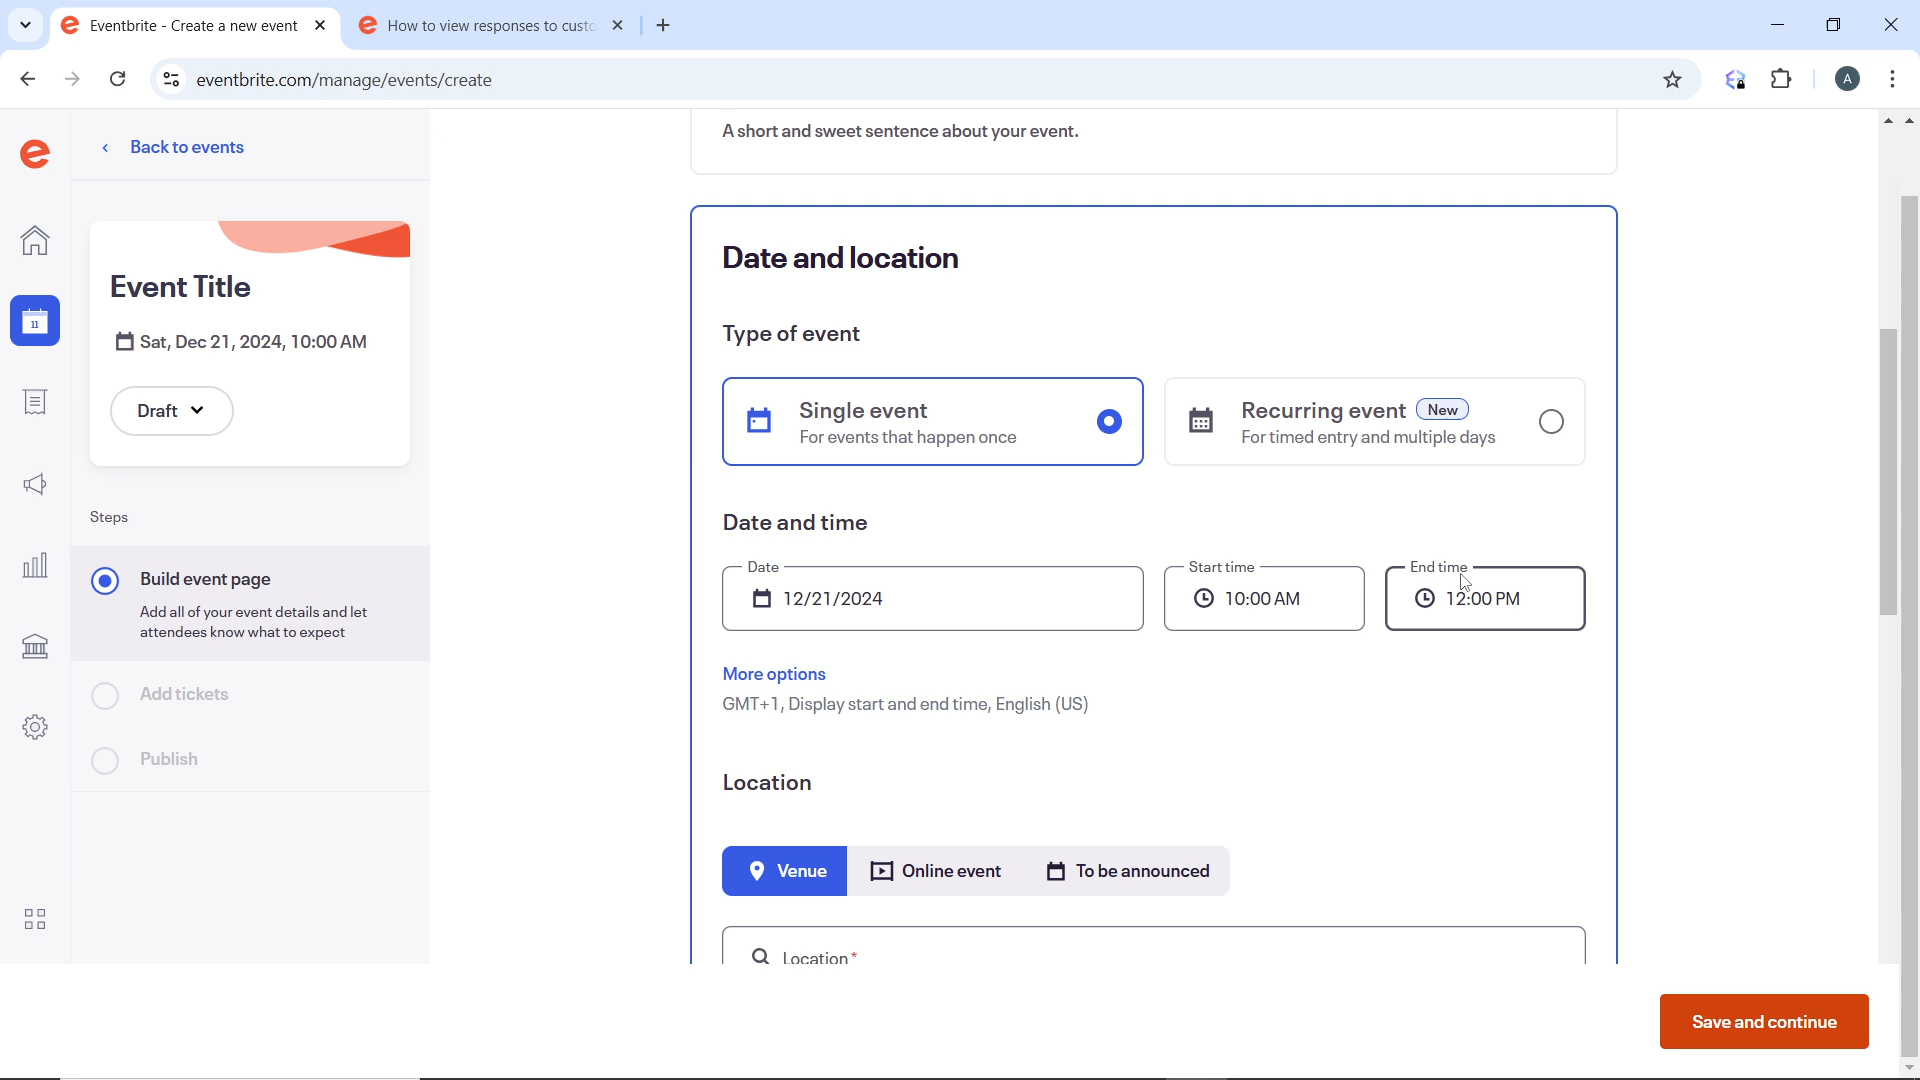 Eventbrite - Create a new event
How to view responses to custo
eventbrite.com/manage/events/create
A
Back to events
Event Title
Sat, Dec 21, 2024, 10:00 AM
Draft
Steps
Build event page
Add all of your event details and let
attendees know what to expect
Add tickets
Publish
11
A short and sweet sentence about your event.
Date and location
Type of event
Single event
For events that happen once
Recurring event New
For timed entry and multiple days
Date and time
Date
12/21/2024
Start time
10:00 AM
End time
12:00 PM
More options
GMT+1, Display start and end time, English (US)
Location
Venue
Online event
To be announced
Location*
Save and continue